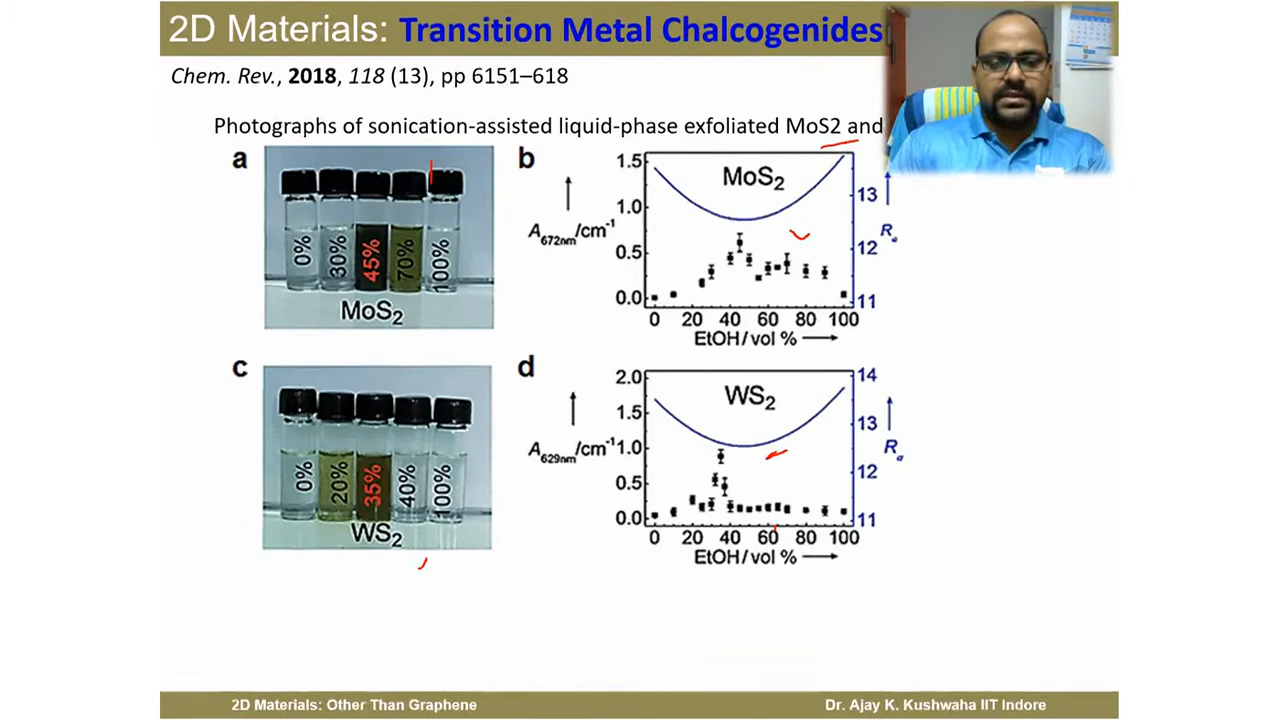 2D Materials: Transition Metal Chalcogenides
Chem. Rev., 2018, 118 (13), pp 6151–618
Photographs of sonication-assisted liquid-phase exfoliated MoS2 and
a
0%
30%
45%
70%
100%
MoS2
b
1.5
1.0
0.5
0.0
A672nm/cm-1
MoS2
13
12
11
Ra
0 20 40 60 80 100
EtOH/vol %
c
0%
20%
35%
40%
100%
WS2
d
2.0
1.5
1.0
0.5
0.0
A629nm/cm-1
WS2
14
13
12
11
Ra
0 20 40 60 80 100
EtOH/vol %
2D Materials: Other Than Graphene
Dr. Ajay K. Kushwaha IIT Indore